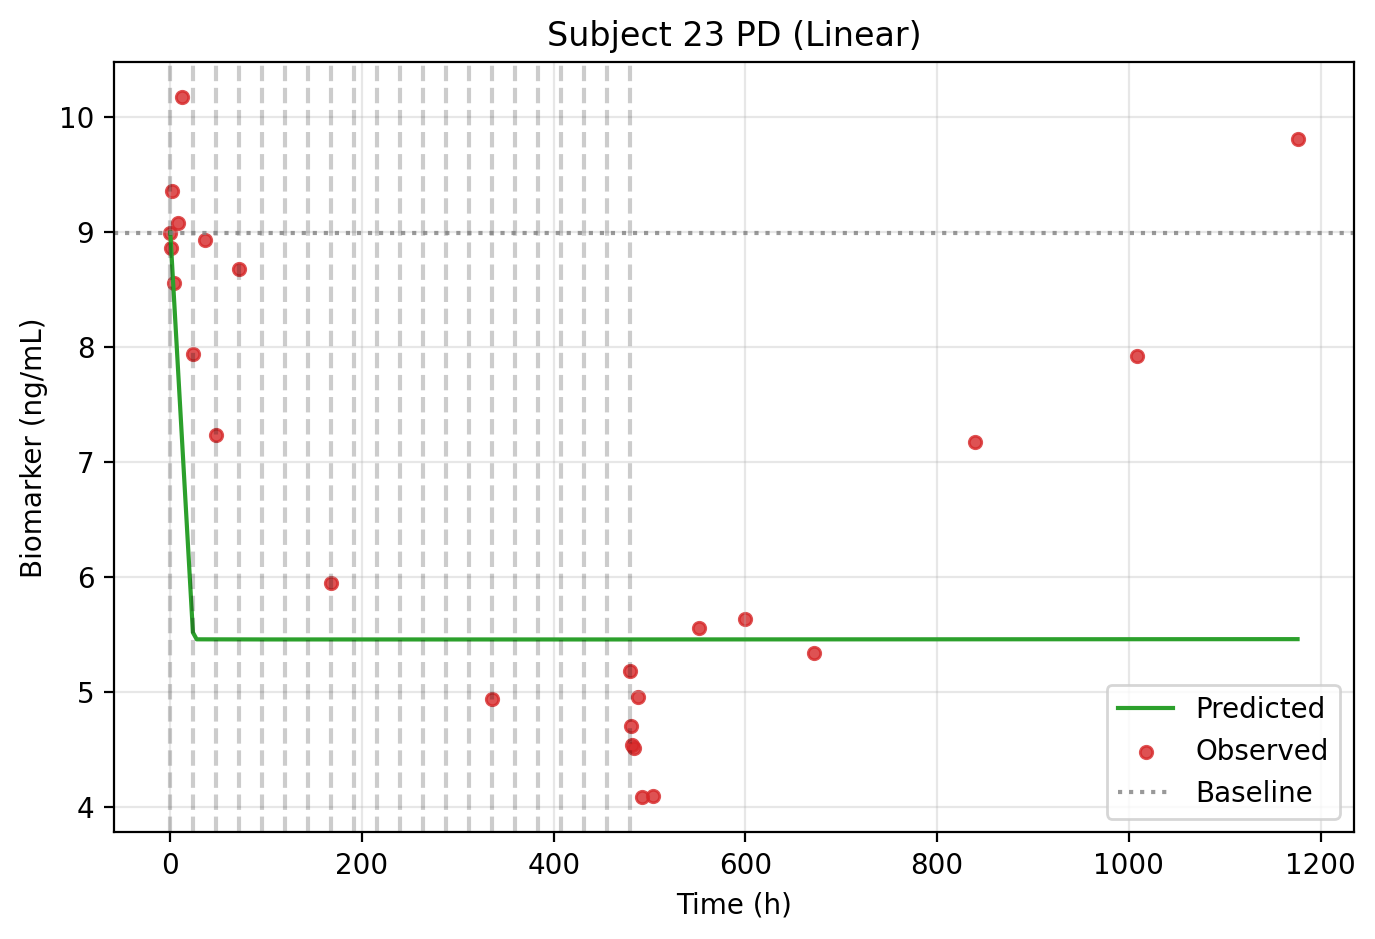 Subject 23 PD (Linear)
Biomarker (ng/mL)
10
9
8
7
6
5
4
Predicted
Observed
Baseline
0
200
400
600
800
1000
1200
Time (h)